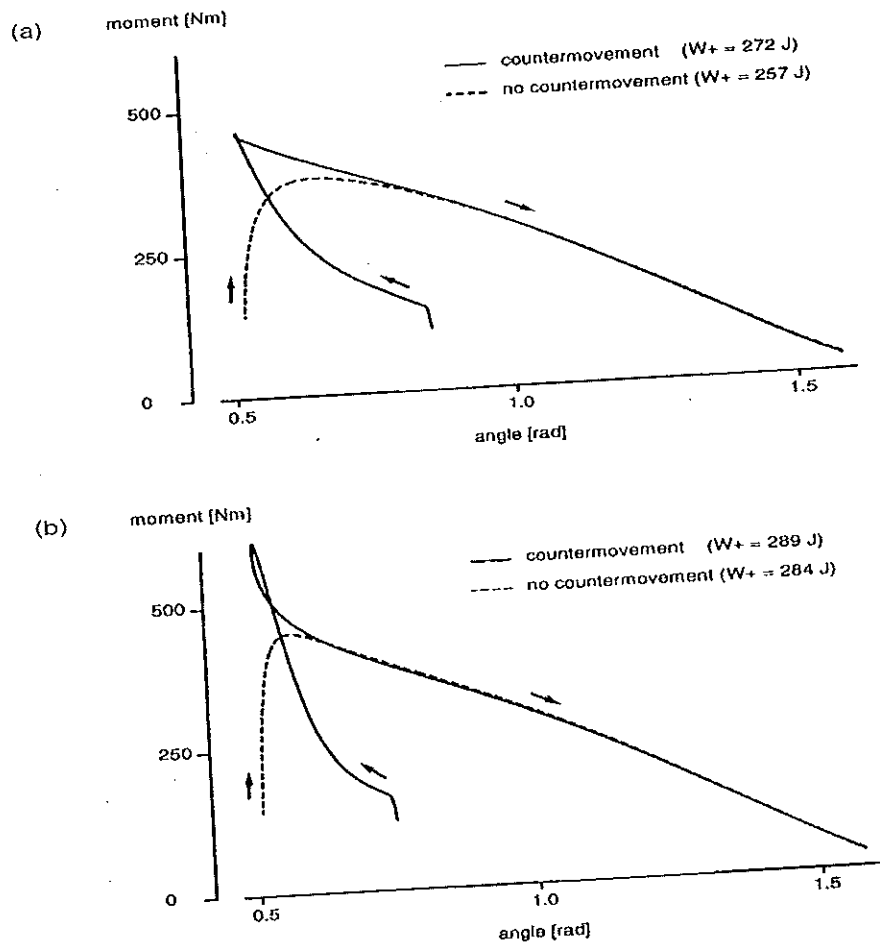 (a)
moment [Nm]
countermovement (W+ = 272 J)
no countermovement (W+ = 257 J)
500
250
0
0.5 1.0 1.5
angle [rad]
(b)
moment [Nm]
countermovement (W+ = 289 J)
no countermovement (W+ = 284 J)
500
250
0
0.5 1.0 1.5
angle [rad]